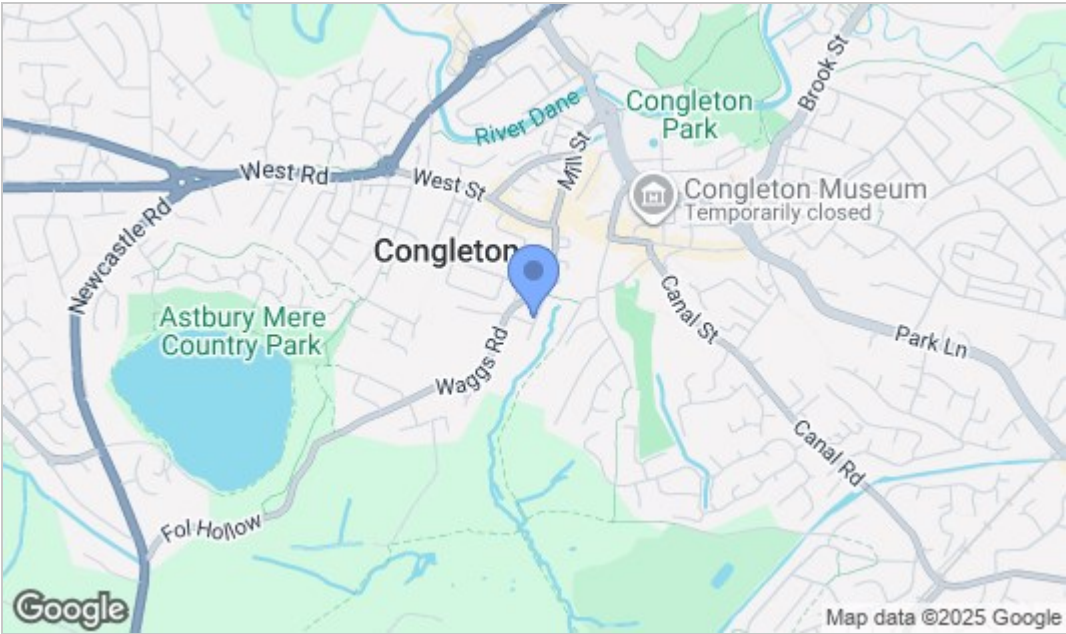 Brook St
Congleton
Park
River Dane
Mill St
West Rd
West St
Congleton Museum
Temporarily closed
Newcastle Rd
Congleton
Canal St
Astbury Mere
Country Park
Park Ln
Waggs Rd
Canal Rd
Fol Hollow
Google
Map data ©2025 Google